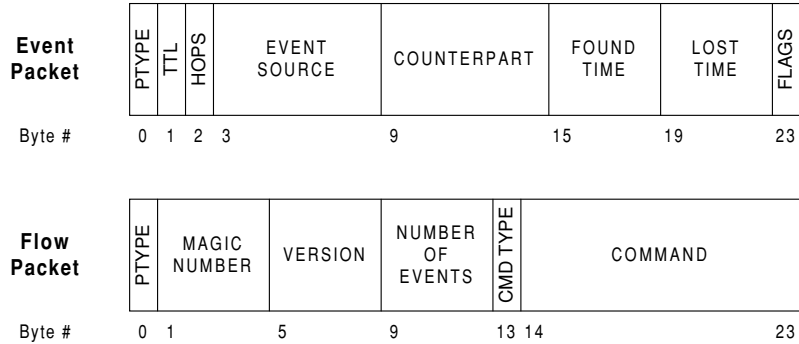 Event
Packet
PTYPE
TTL
HOPS
EVENT
SOURCE
COUNTERPART
FOUND
TIME
LOST
TIME
FLAGS
Byte # 0 1 2 3 9 15 19 23
Flow
Packet
PTYPE
MAGIC
NUMBER
VERSION
NUMBER
OF
EVENTS
CMD TYPE
COMMAND
Byte # 0 1 5 9 13 14 23